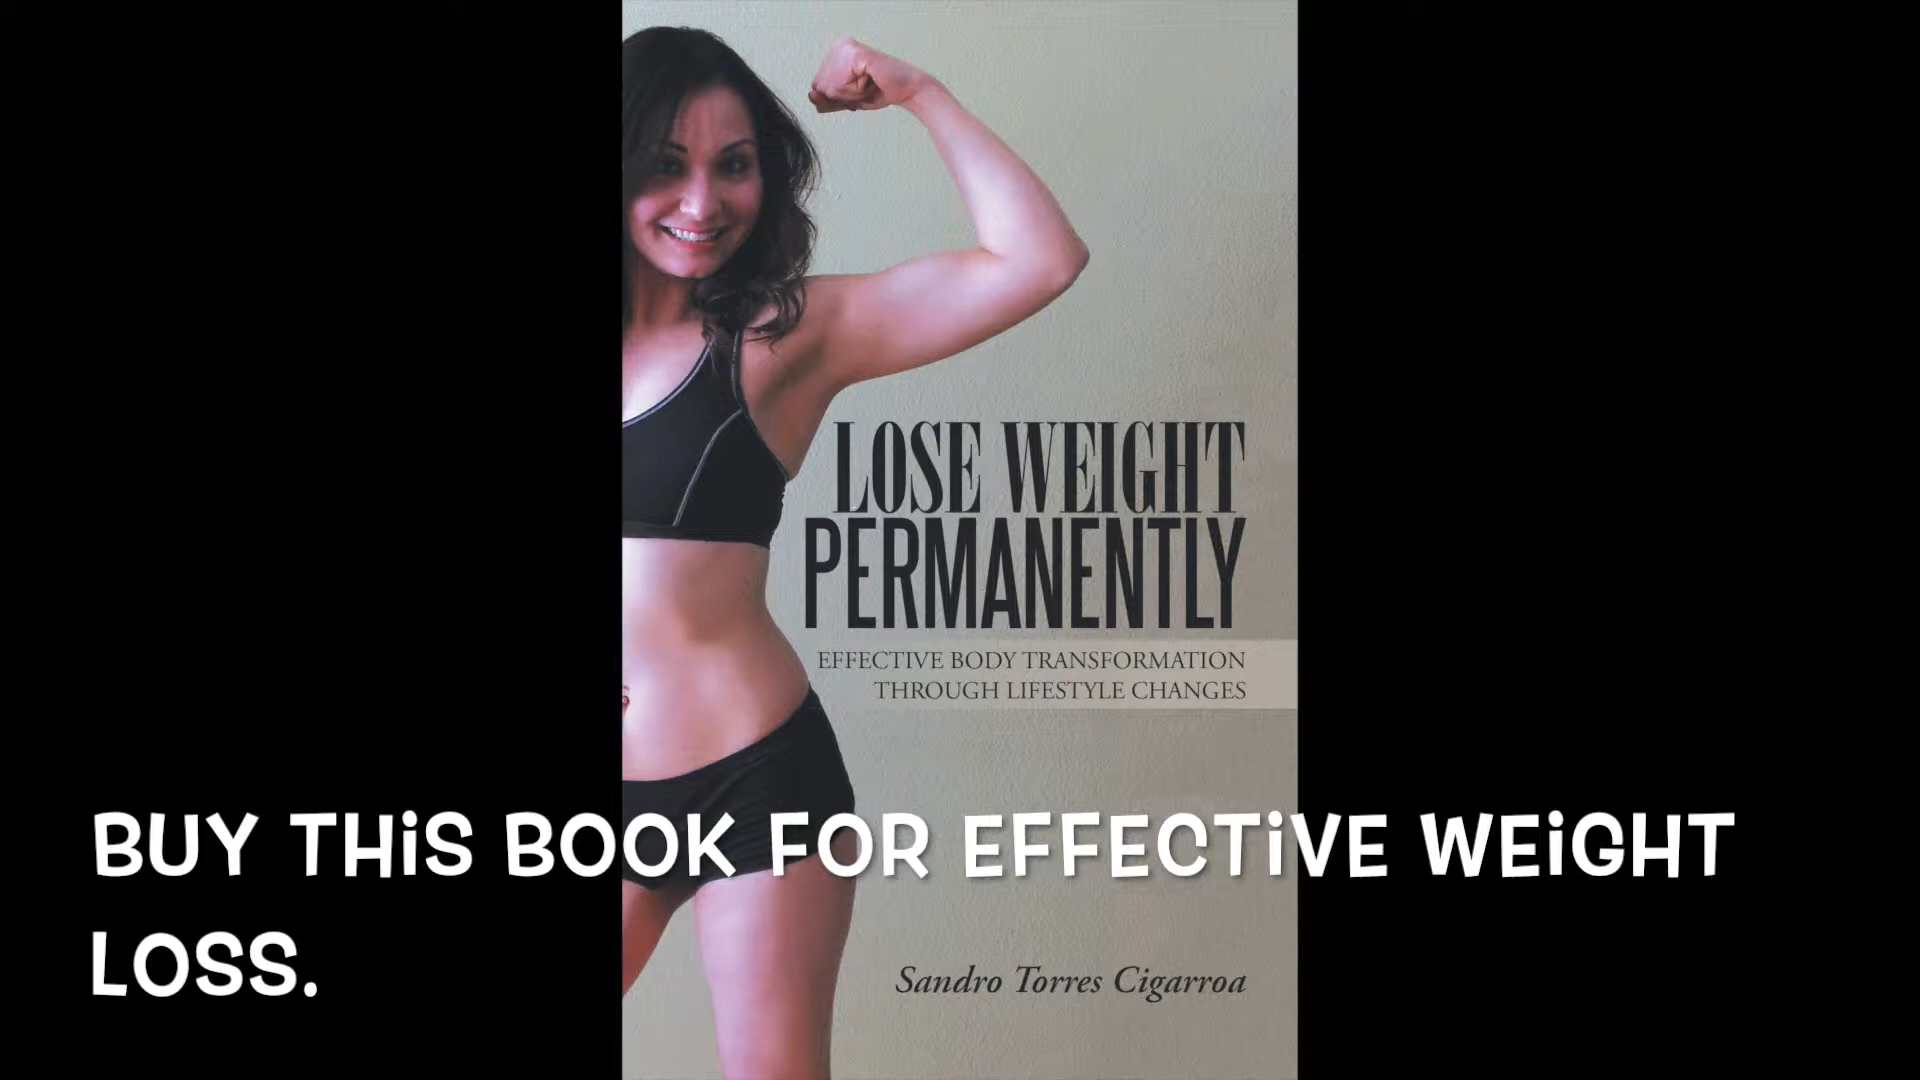 LOSE WEIGHT
PERMANENTLY
EFFECTIVE BODY TRANSFORMATION
THROUGH LIFESTYLE CHANGES
BUY THiS BOOK FOR EFFECTiVE WEiGHT
LOSS.
Sandro Torres Cigarroa